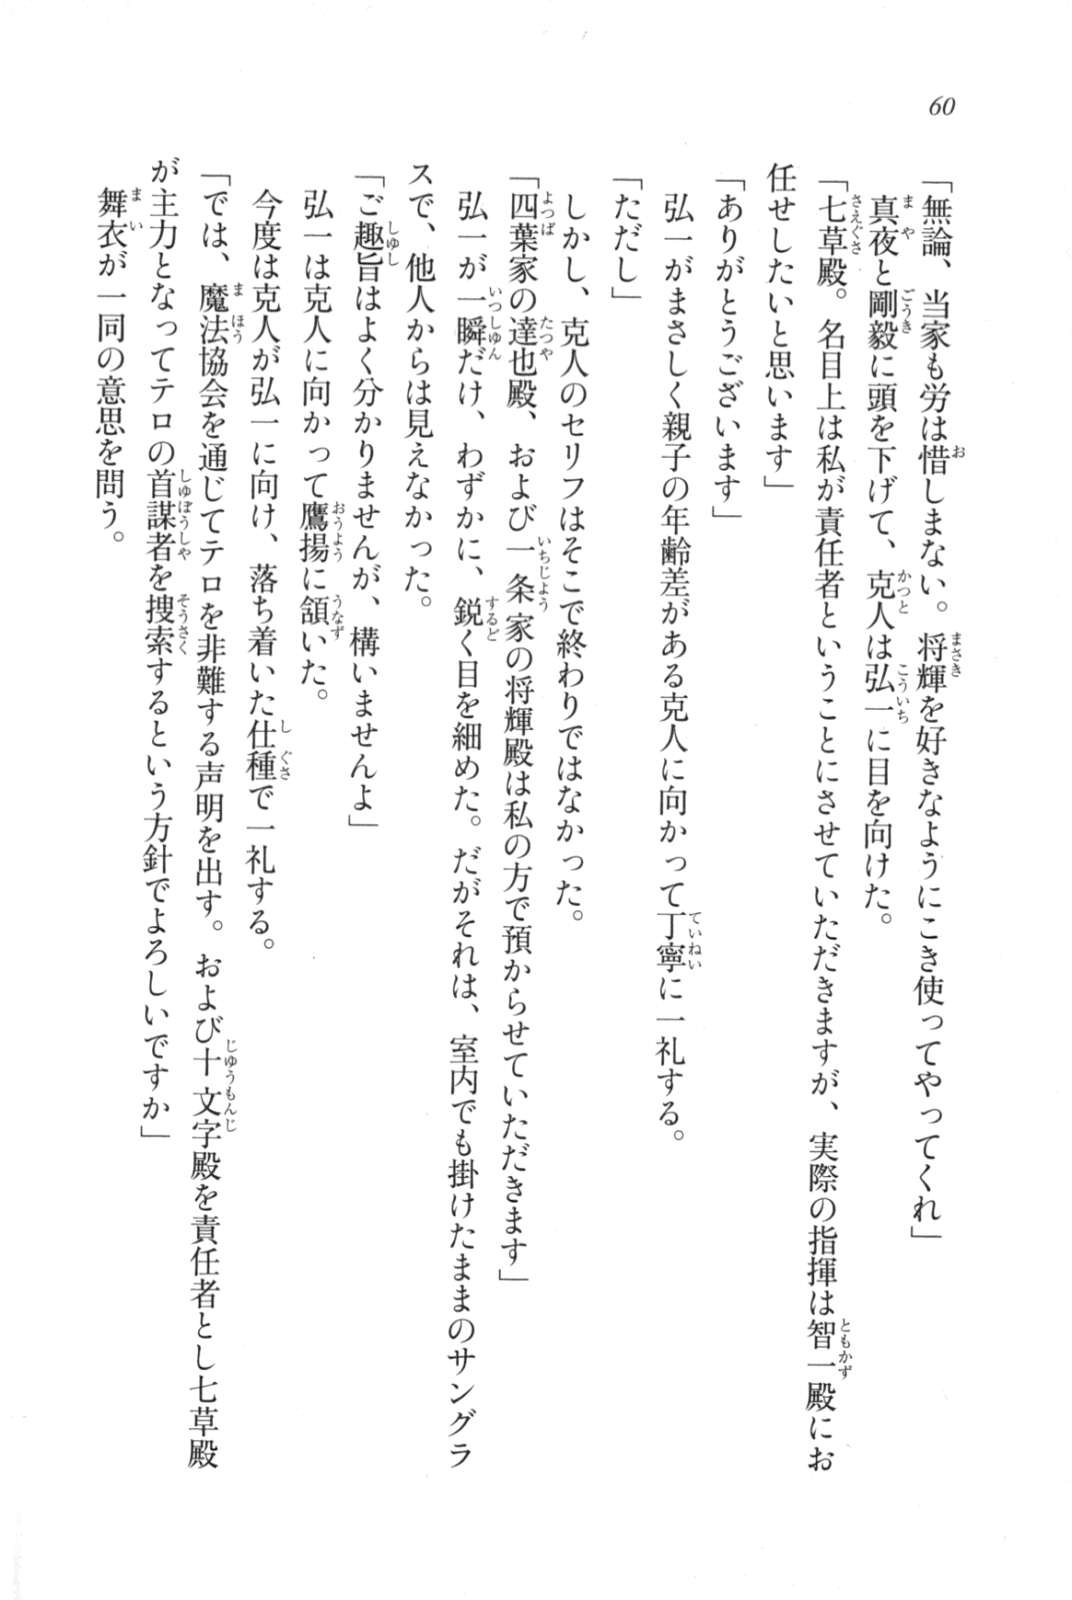 60
「無論、当家も労は惜しまない。将輝を好きなようにこき使ってやってくれ」
真夜と剛毅に頭を下げて、克人は弘一に目を向けた。
「七草殿。名目上は私が責任者ということにさせていただきますが、実際の指揮は智一殿にお
任せしたいと思います」
「ありがとうございます」
弘一がまさしく親子の年齢差がある克人に向かって丁寧に一礼する。
「ただし」
しかし、克人のセリフはそこで終わりではなかった。
「四葉家の達也殿、および一条家の将輝殿は私の方で預からせていただきます」
弘一が一瞬だけ、わずかに、鋭く目を細めた。だがそれは、室内でも掛けたままのサングラ
スで、他人からは見えなかった。
「ご趣旨はよく分かりませんが、構いませんよ」
弘一は克人に向かって鷹揚に頷いた。
今度は克人が弘一に向け、落ち着いた仕種で一礼する。
「では、魔法協会を通じてテロを非難する声明を出す。および十文字殿を責任者とし七草殿
が主力となってテロの首謀者を捜索するという方針でよろしいですか」
舞衣が一同の意思を問う。